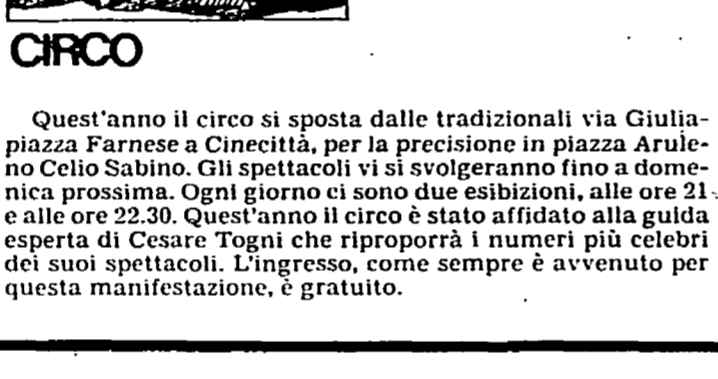 CIRCO
Quest'anno il circo si sposta dalle tradizionali via Giulia-
piazza Farnese a Cinecittà, per la precisione in piazza Arule-
no Celio Sabino. Gli spettacoli vi si svolgeranno fino a dome-
nica prossima. Ogni giorno ci sono due esibizioni, alle ore 21
e alle ore 22.30. Quest'anno il circo è stato affidato alla guida
esperta di Cesare Togni che riproporrà i numeri più celebri
dei suoi spettacoli. L'ingresso, come sempre è avvenuto per
questa manifestazione, è gratuito.